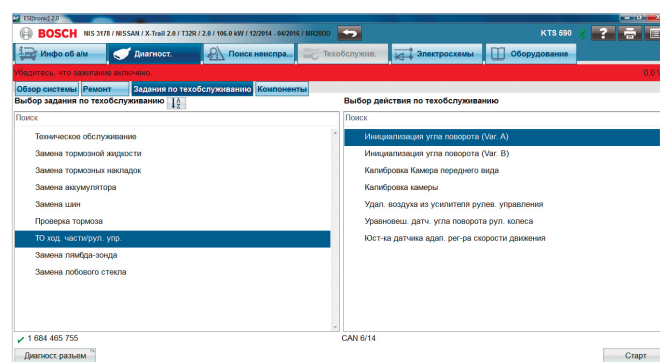 ESI[tronic] 2.0
BOSCH NIS 3178 / NISSAN / X-Trail 2.0 / T32R / 2.0 / 106,0 kW / 12/2014 - 04/2016 / MR20DD KTS 590 ?
Инфо об а/м Диагност. Поиск неиспра... Техобслужив. Электросхемы Оборудование
Убедитесь, что зажигание включено. 0.0 V
Обзор системы Ремонт Задания по техобслуживанию Компоненты
Выбор задания по техобслуживанию Выбор действия по техобслуживанию
Поиск Поиск
Техническое обслуживание Инициализация угла поворота (Var. A)
Замена тормозной жидкости Инициализация угла поворота (Var. B)
Замена тормозных накладок Калибровка Камера переднего вида
Замена аккумулятора Калибровка камеры
Замена шин Удал. воздуха из усилителя рулев. управления
Проверка тормоза Уравновеш. датч. угла поворота рул. колеса
ТО ход. части/рул. упр. Юст-ка датчика адап. рег-ра скорости движения
Замена лямбда-зонда
Замена лобового стекла
1 684 465 755 CAN 6/14
Диагност. разъем Старт